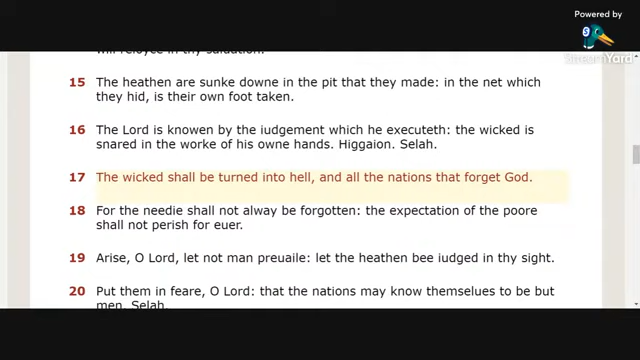 Powered by
StreamYard
will reioyce in thy saluation.
15 The heathen are sunke downe in the pit that they made: in the net which
they hid, is their own foot taken.
16 The Lord is knowen by the iudgement which he executeth: the wicked is
snared in the worke of his owne hands. Higgaion. Selah.
17 The wicked shall be turned into hell, and all the nations that forget God.
18 For the needie shall not alway be forgotten: the expectation of the poore
shall not perish for euer.
19 Arise, O Lord, let not man preuaile: let the heathen bee iudged in thy sight.
20 Put them in feare, O Lord: that the nations may know themselues to be but
men. Selah.